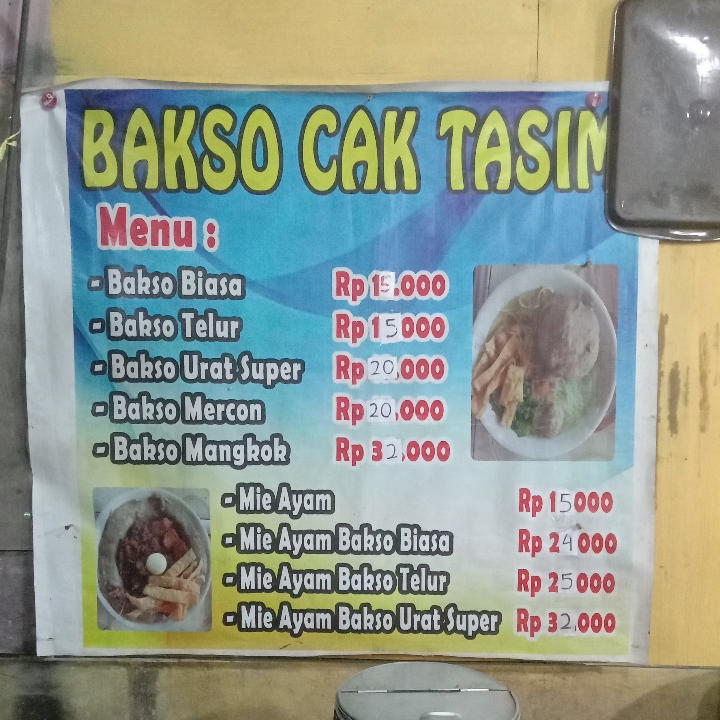 BAKSO CAK TASIM
Menu :
- Bakso Biasa Rp 15.000
- Bakso Telur Rp 15000
- Bakso Urat Super Rp 20,000
- Bakso Mercon Rp 20,000
- Bakso Mangkok Rp 32,000
- Mie Ayam Rp 15000
- Mie Ayam Bakso Biasa Rp 24000
- Mie Ayam Bakso Telur Rp 25000
- Mie Ayam Bakso Urat Super Rp 32,000